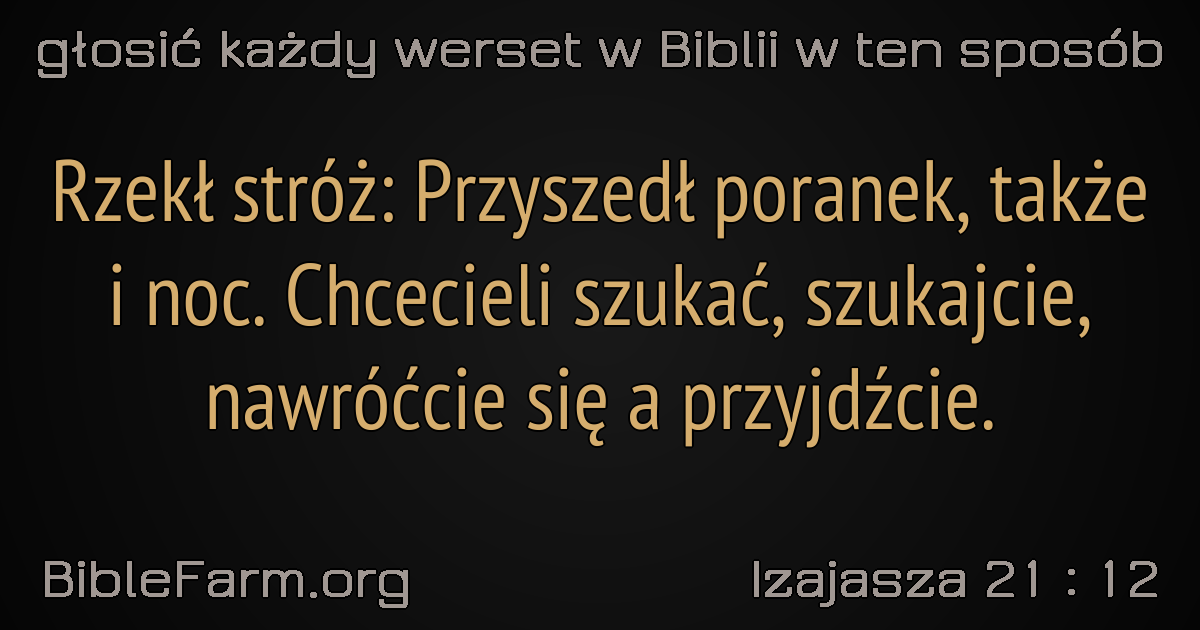 głosić każdy werset w Biblii w ten sposób
Rzekł stróż: Przyszedł poranek, także
i noc. Chcecieli szukać, szukajcie,
nawróćcie się a przyjdźcie.
BibleFarm.org
Izajasza 21 : 12